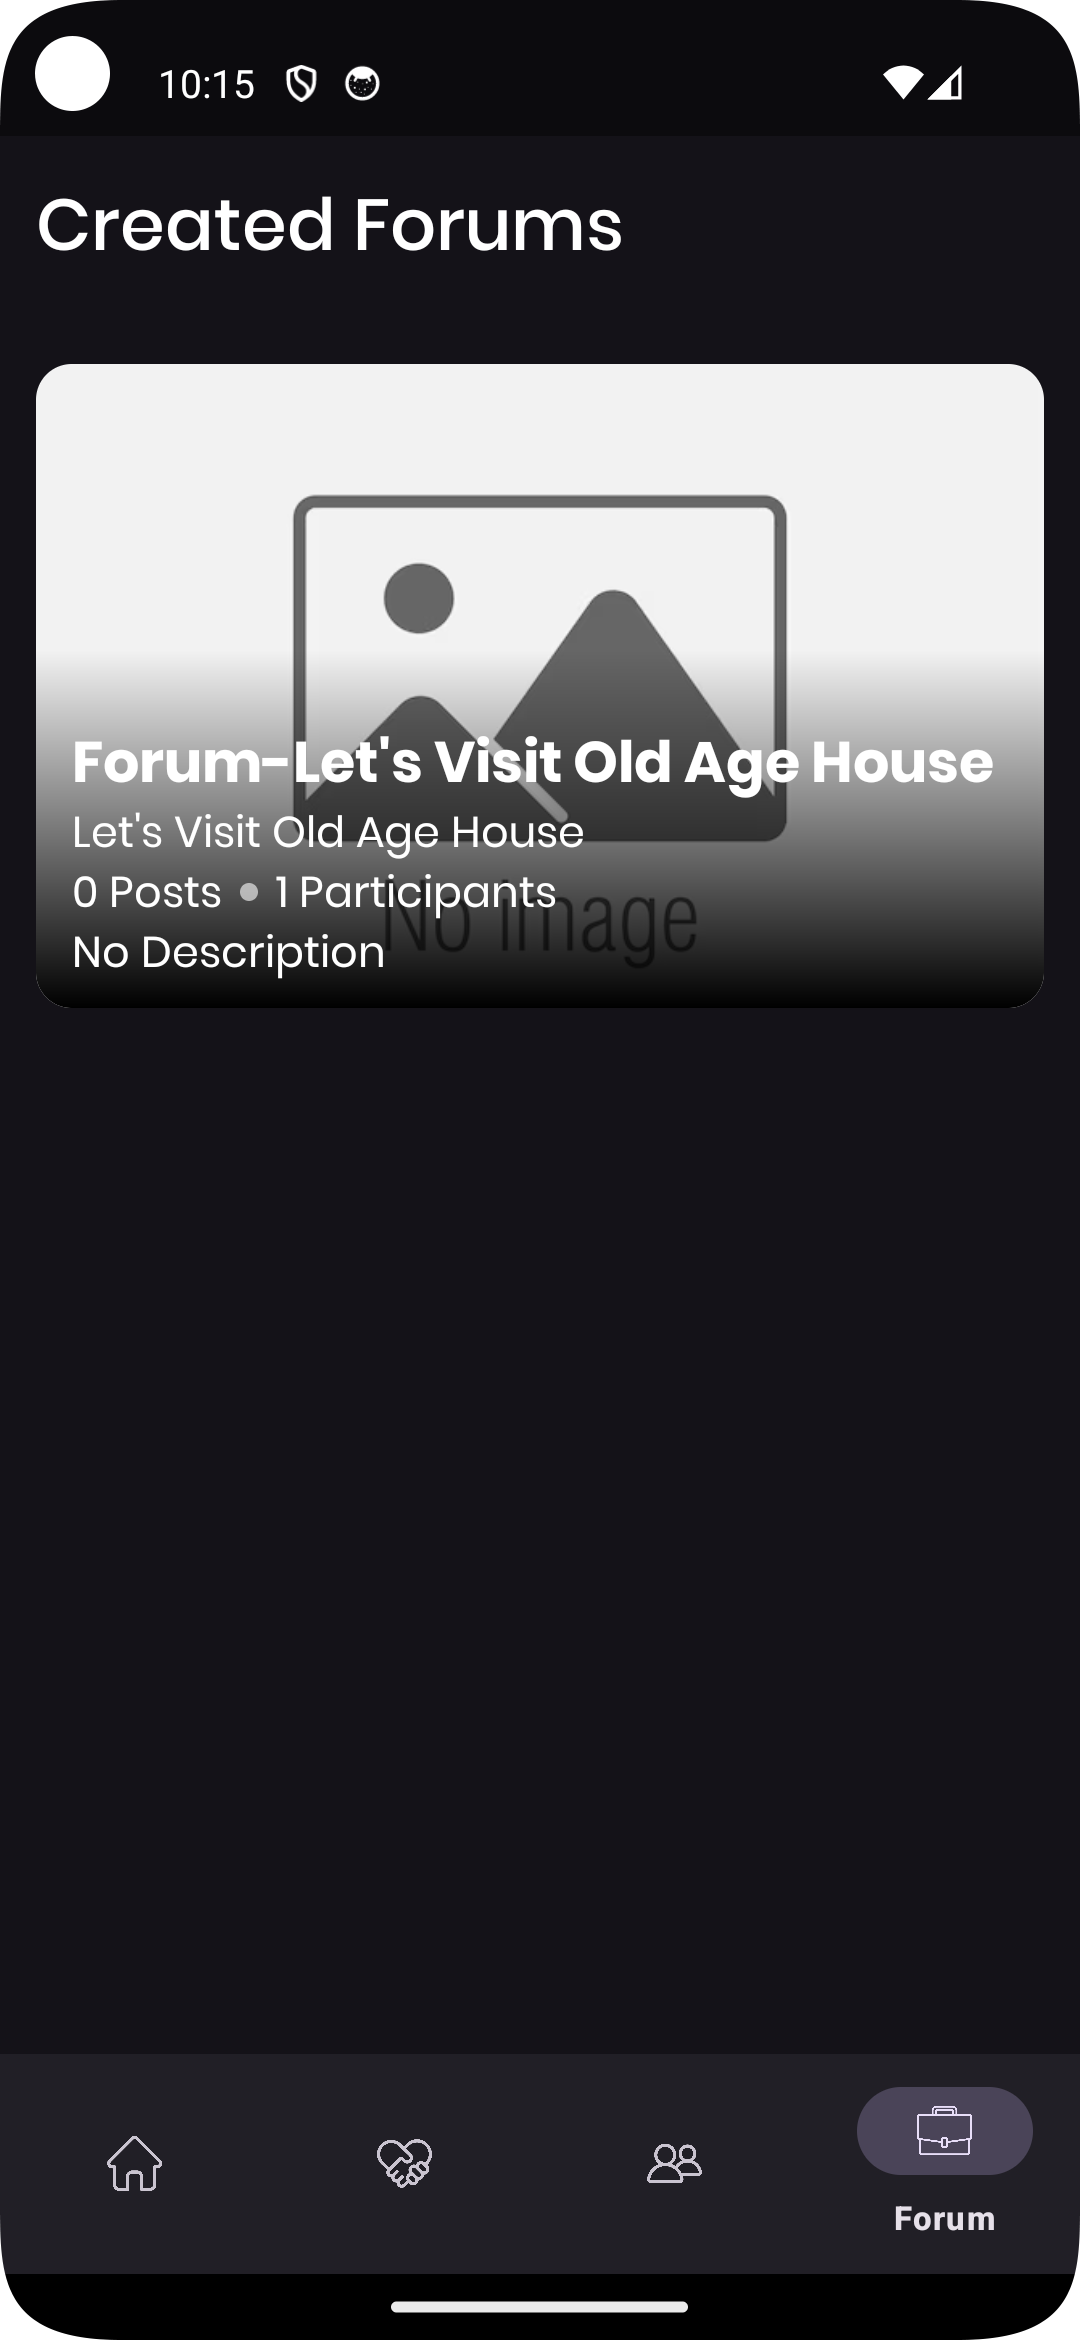 10:15
Created Forums
Forum-Let's Visit Old Age House
Let's Visit Old Age House
0 Posts ● 1 Participants
No Description
No image
Forum